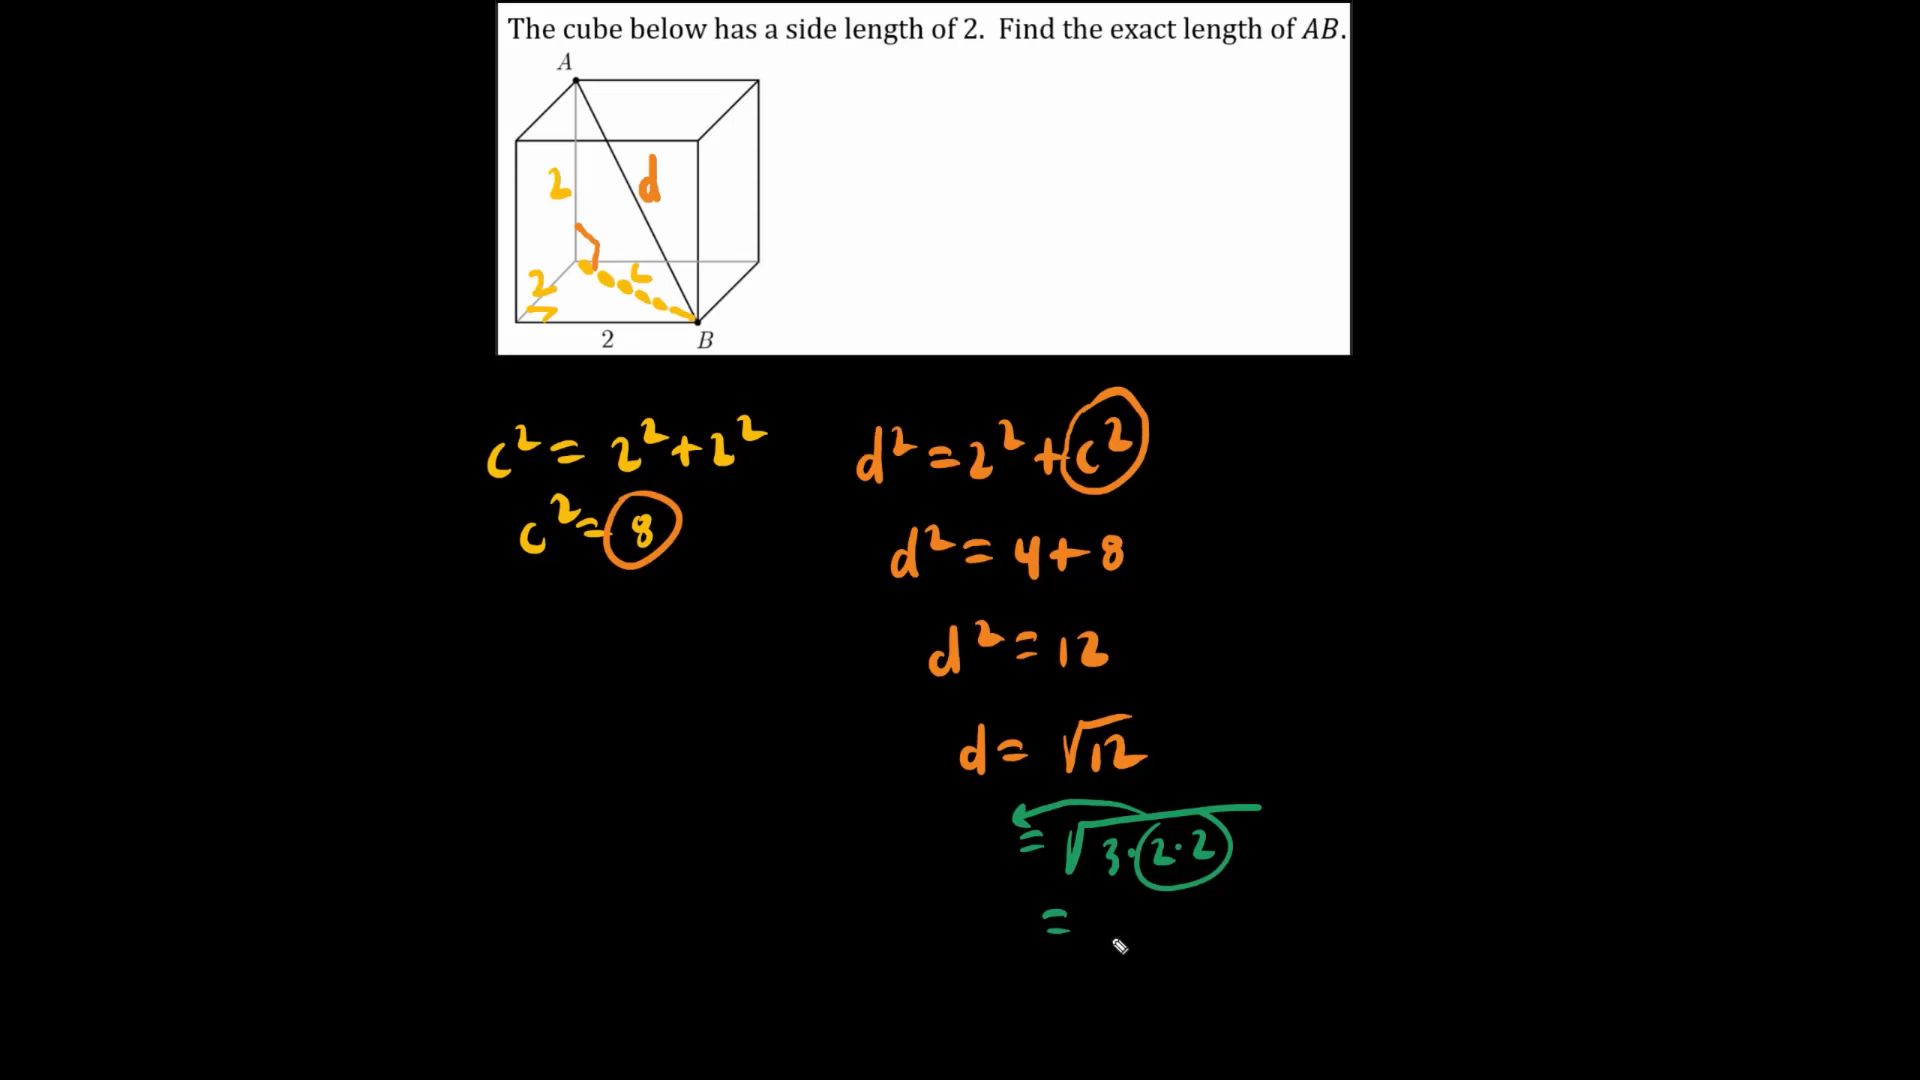 The cube below has a side length of 2. Find the exact length of AB.
A
2
d
2
c
2
B
c² = 2² + 2²
c² = 8
d² = 2² + c²
d² = 4 + 8
d² = 12
d = √12
= √3·2·2
=